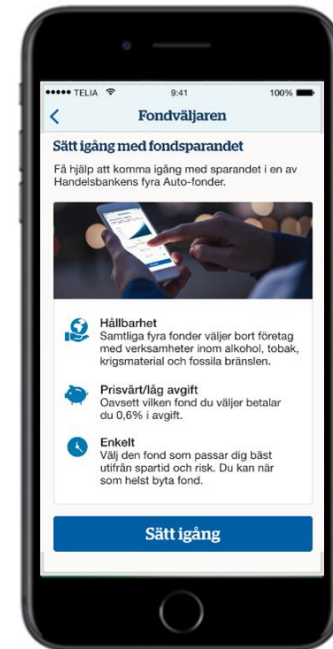 TELIA 9:41 100%
Fondväljaren
Sätt igång med fondsparandet
Få hjälp att komma igång med sparandet i en av
Handelsbankens fyra Auto-fonder.
Hållbarhet
Samtliga fyra fonder väljer bort företag
med verksamheter inom alkohol, tobak,
krigsmaterial och fossila bränslen.
Prisvärt/låg avgift
Oavsett vilken fond du väljer betalar
du 0,6% i avgift.
Enkelt
Välj den fond som passar dig bäst
utifrån spartid och risk. Du kan när
som helst byta fond.
Sätt igång